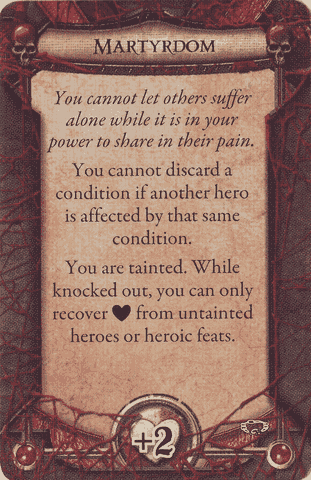 MARTYRDOM
You cannot let others suffer
alone while it is in your
power to share in their pain.
You cannot discard a
condition if another hero
is affected by that same
condition.
You are tainted. While
knocked out, you can only
recover ♥ from untainted
heroes or heroic feats.
+2